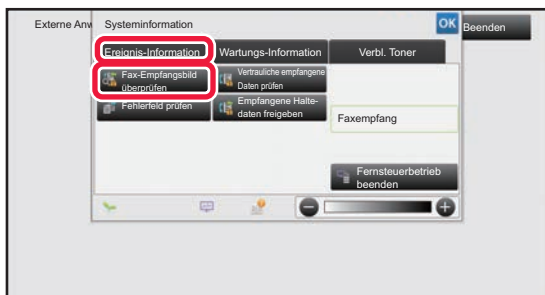 Externe Anw
Systeminformation
OK
Beenden
Ereignis-Information
Wartungs-Information
Verbl. Toner
Fax-Empfangsbild
überprüfen
Vertrauliche empfangene
Daten prüfen
Fehlerfeld prüfen
Empfangene Halte-
daten freigeben
Faxempfang
Fernsteuerbetrieb
beenden